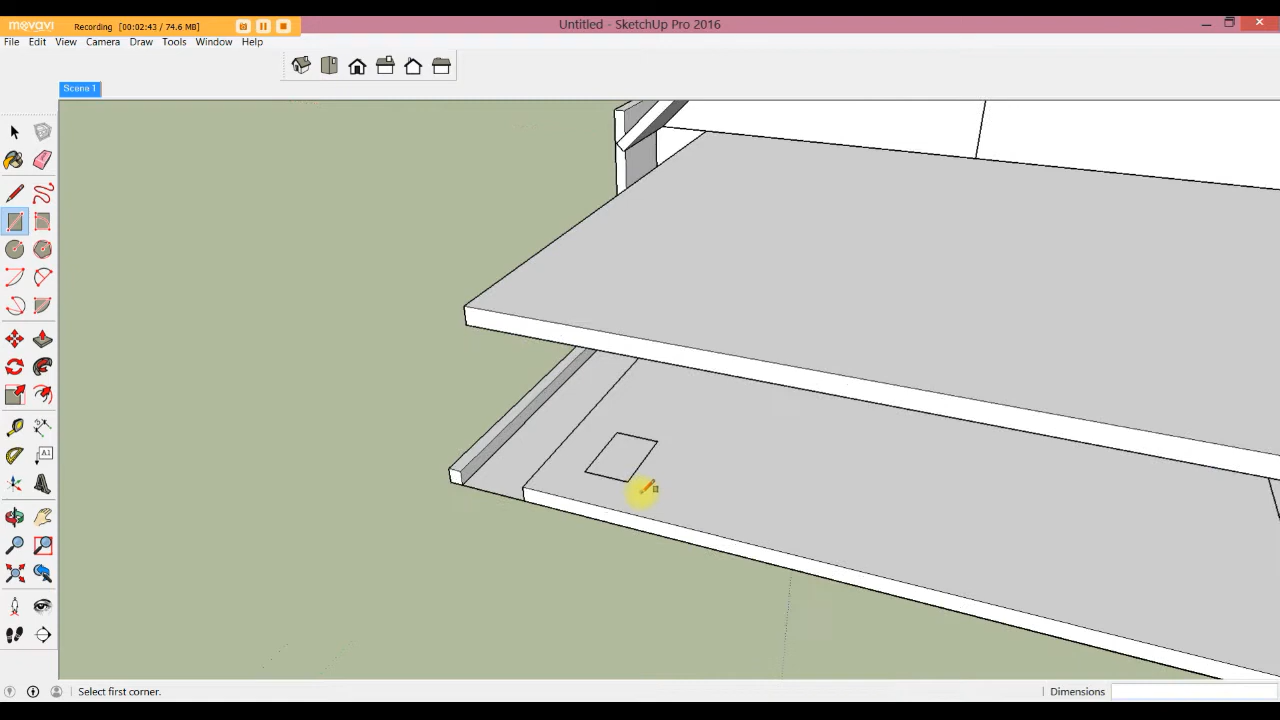 movavi Recording [00:02:43 / 74.6 MB] Untitled - SketchUp Pro 2016
File Edit View Camera Draw Tools Window Help
Scene 1
A1
Select first corner. Dimensions